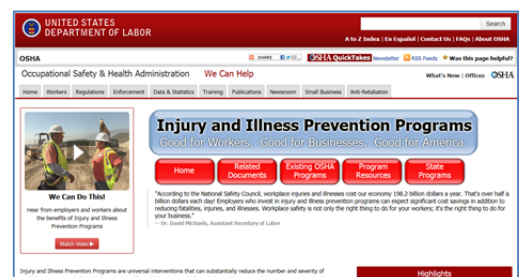 UNITED STATES
DEPARTMENT OF LABOR
Search
A to Z Index | En Español | Contact Us | FAQs | About OSHA
OSHA
SHARE
OSHA QuickTakes Newsletter RSS Feeds Was this page helpful?
Occupational Safety & Health Administration We Can Help
What's New | Offices OSHA
Home Workers Regulations Enforcement Data & Statistics Training Publications Newsroom Small Business Anti-Retaliation
Injury and Illness Prevention Programs
Good for Workers. Good for Businesses. Good for America.
Home
Related Documents
Existing OSHA Programs
Program Resources
State Programs
We Can Do This!
Hear from employers and workers about
the benefits of Injury and Illness
Prevention Programs
Watch Video
"According to the National Safety Council, workplace injuries and illnesses cost our economy 198.2 billion dollars a year. That's over half a
billion dollars each day! Employers who invest in injury and illness prevention programs can expect significant cost savings in addition to
reducing fatalities, injuries, and illnesses. Workplace safety is not only the right thing to do for your workers; it's the right thing to do for
your business."
-- Dr. David Michaels, Assistant Secretary of Labor
Injury and Illness Prevention Programs are universal interventions that can substantially reduce the number and severity of
Highlights